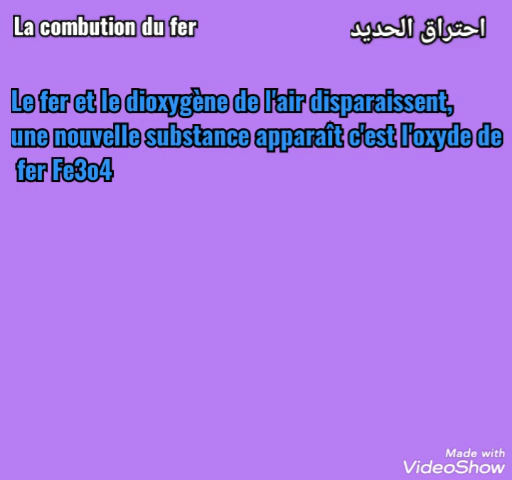 La combution du fer
احتراق الحديد
Le fer et le dioxygène de l'air disparaissent,
une nouvelle substance apparaît c'est l'oxyde de
fer Fe3o4
Made with
VideoShow